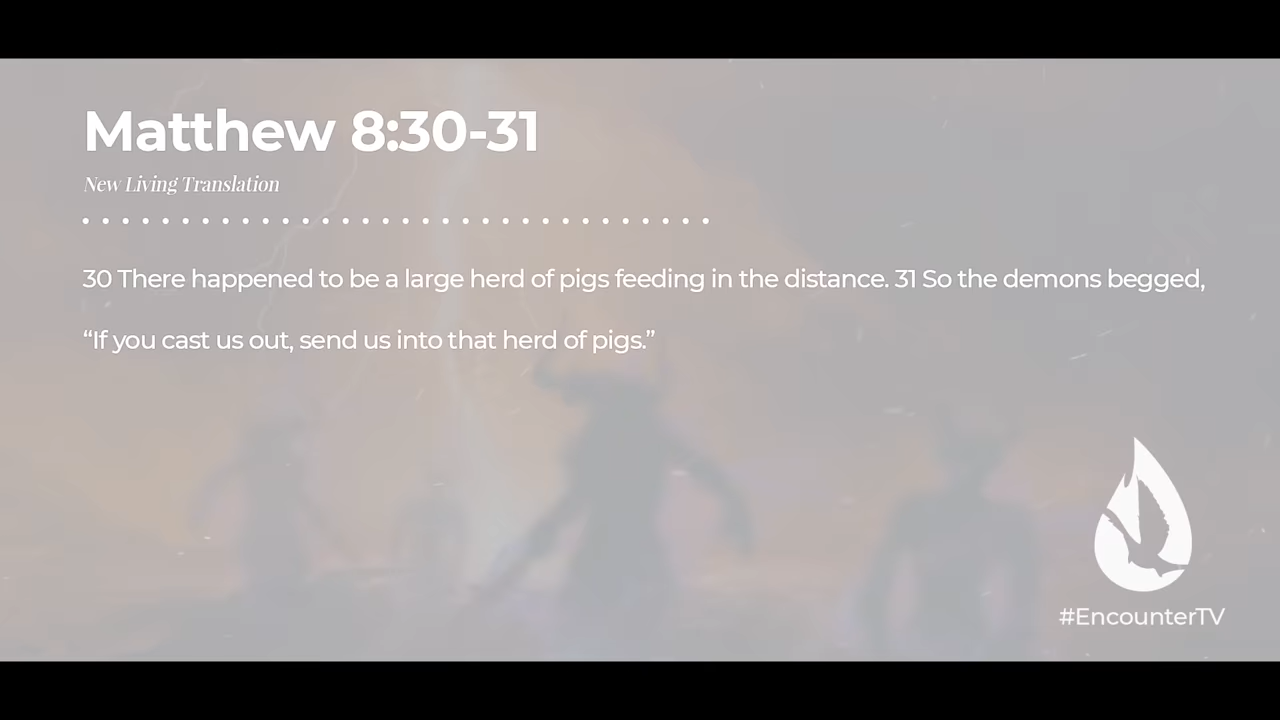 Matthew 8:30-31
New Living Translation
30 There happened to be a large herd of pigs feeding in the distance. 31 So the demons begged,
“If you cast us out, send us into that herd of pigs.”
#EncounterTV